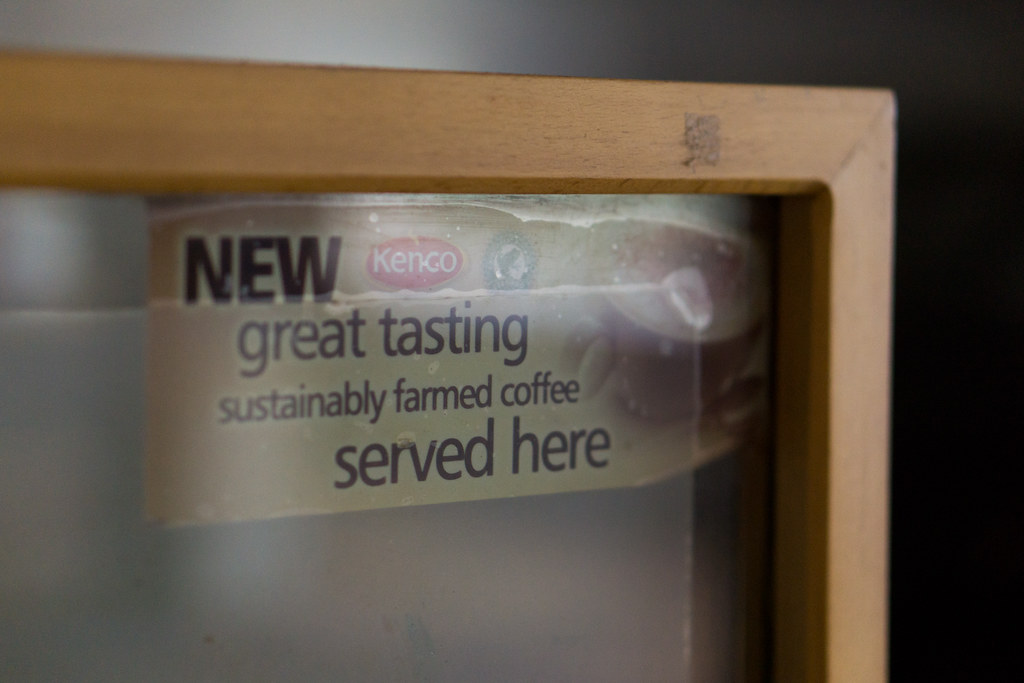 NEW Kenco
great tasting
sustainably farmed coffee
served here